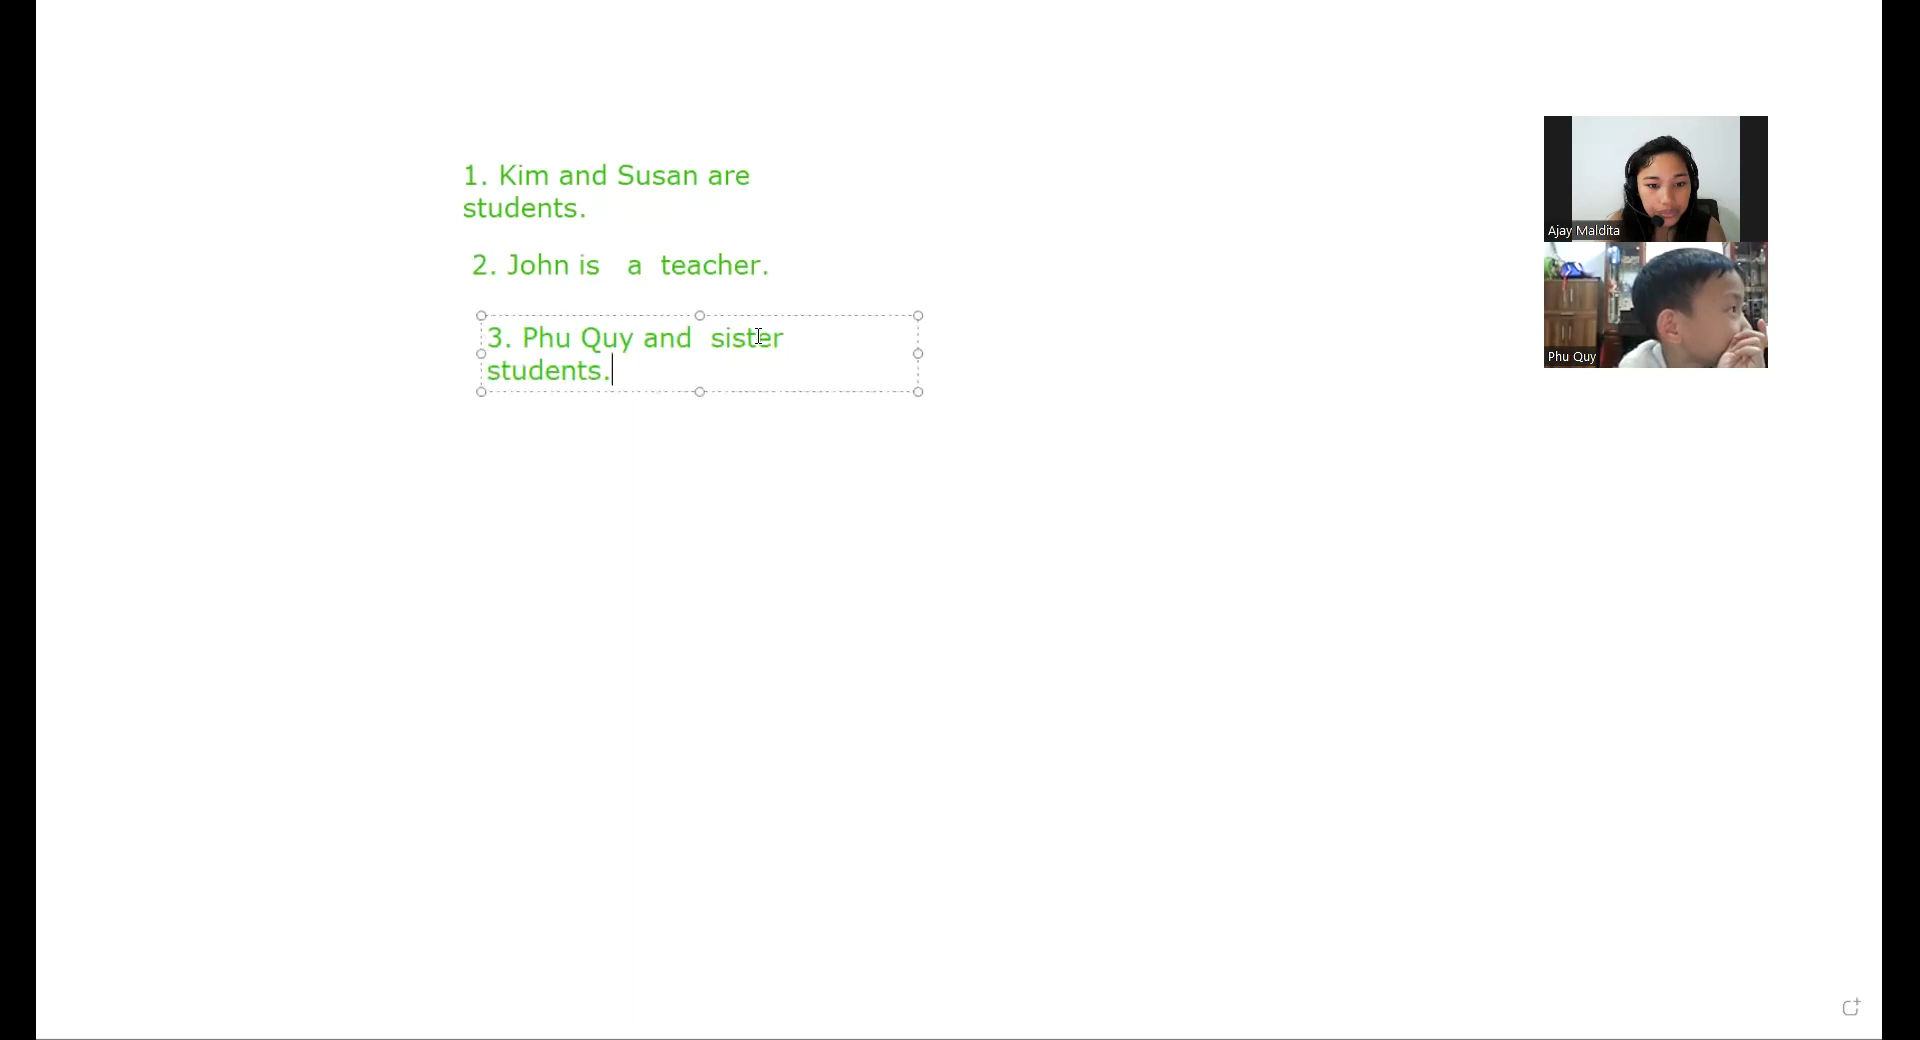 1. Kim and Susan are
students.
2. John is   a  teacher.
3. Phu Quy and  sister
students.
Ajay Maldita
Phu Quy